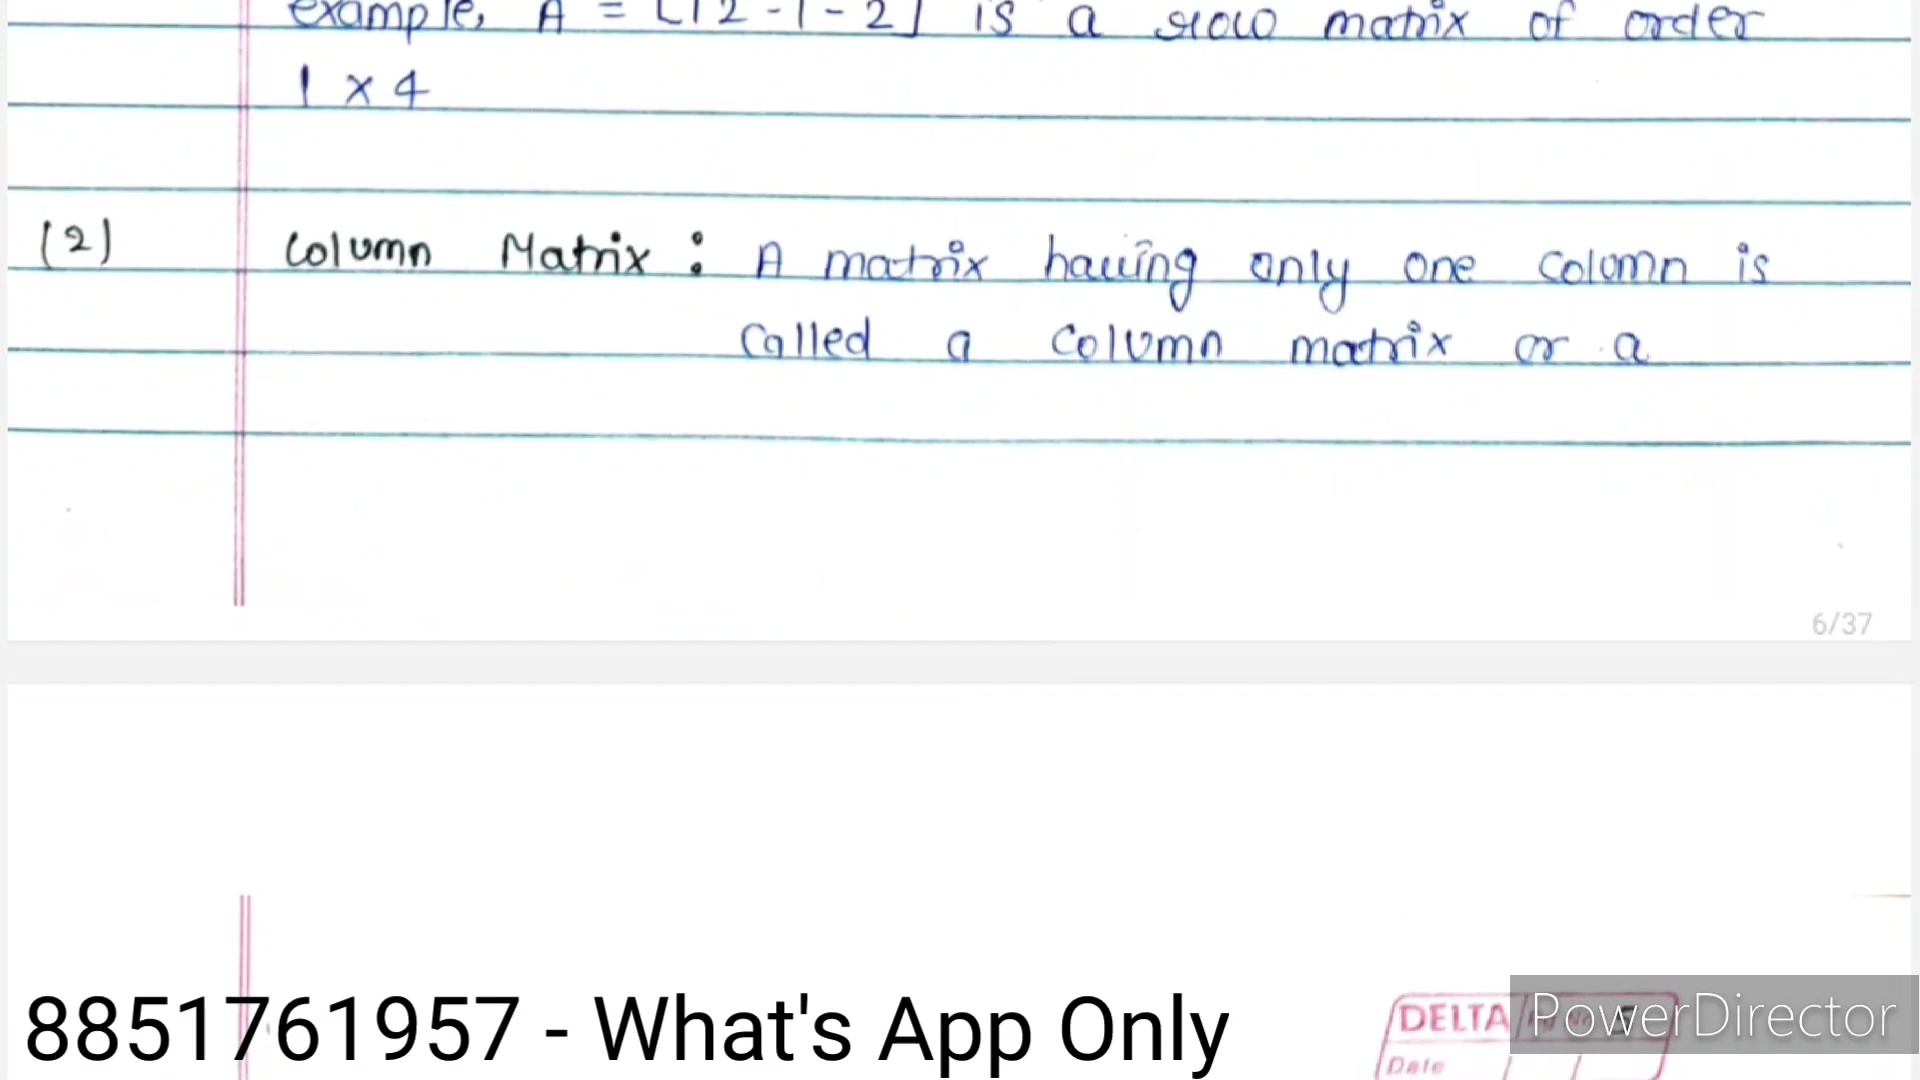 example, A = [1 2 -1 -2] is a row matrix of order
1 x 4
(2) Column Matrix : A matrix having only one column is
called a column matrix or a
6/37
8851761957 - What's App Only
DELTA
PowerDirector
Date